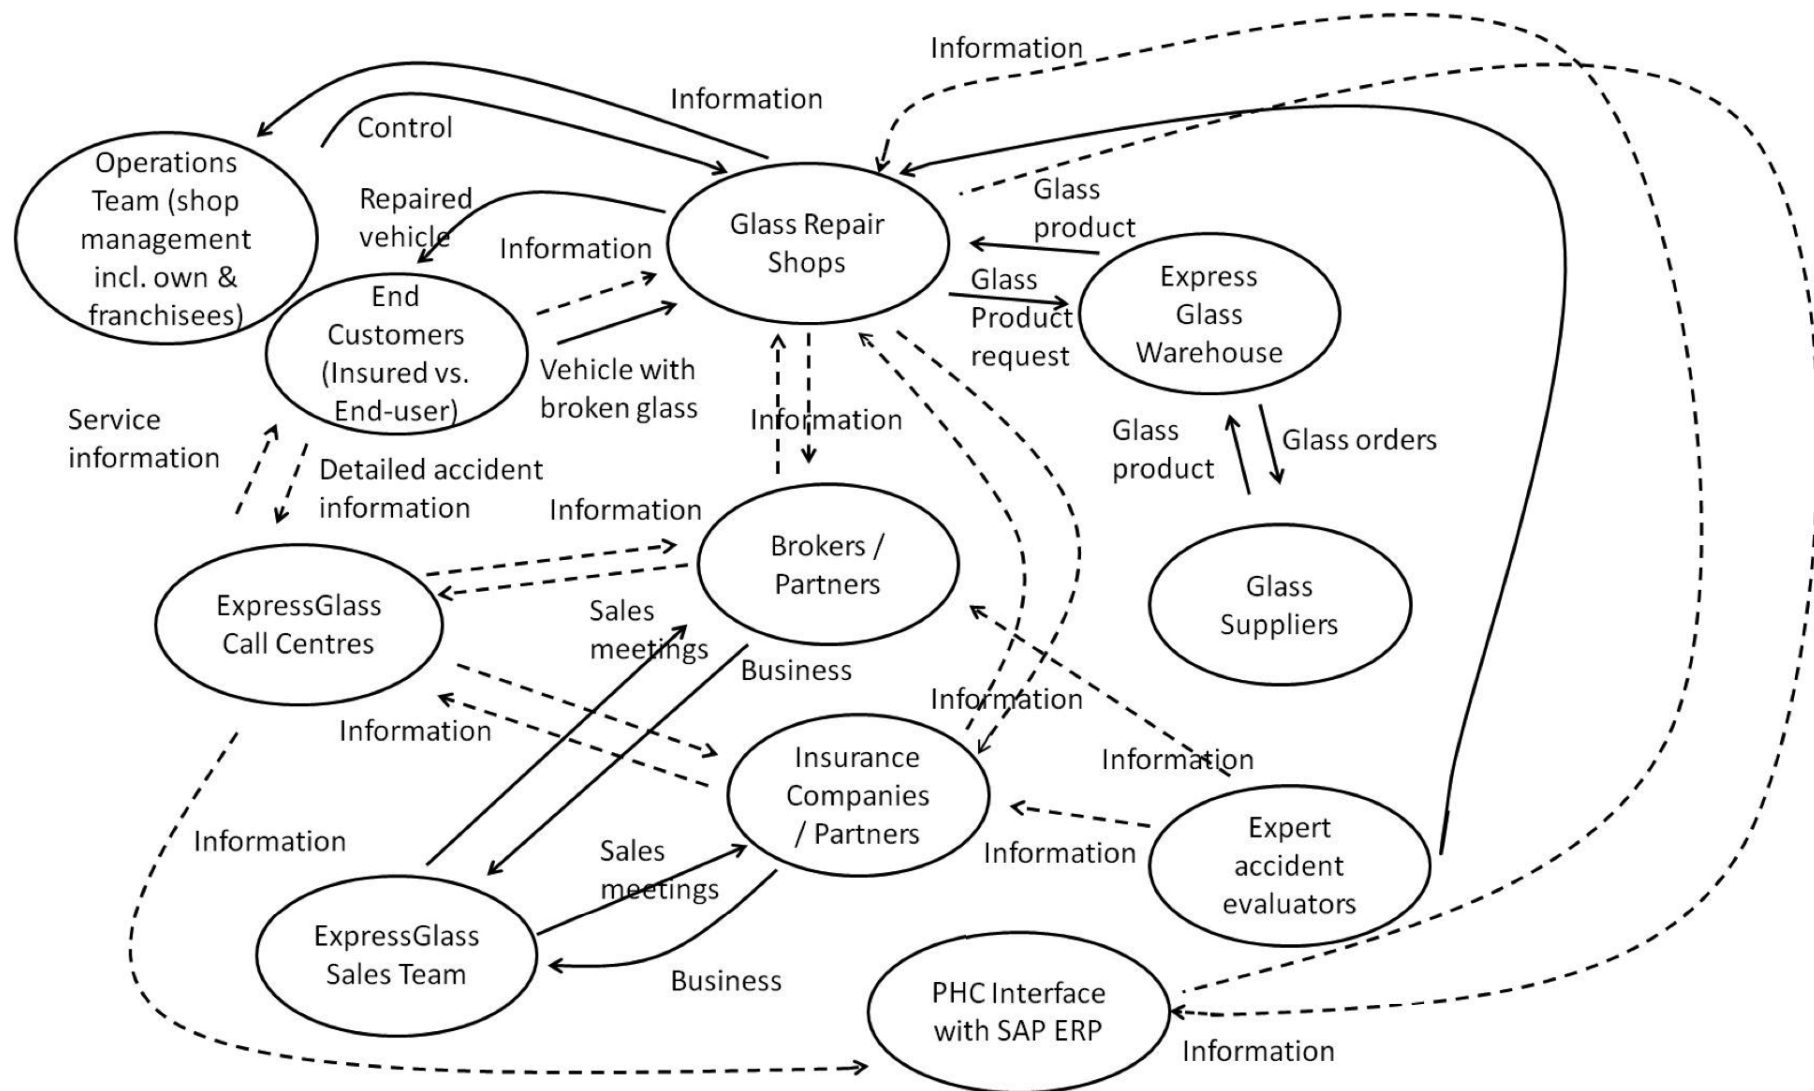 Information
Information
Control
Operations
Team (shop
management
incl. own &
franchisees)
Repaired
vehicle
Information
Glass Repair
Shops
Glass
product
Glass
Product
request
Express
Glass
Warehouse
End
Customers
(Insured vs.
End-user)
Vehicle with
broken glass
Information
Glass
product
Glass orders
Service
information
Detailed accident
information
Information
Brokers /
Partners
Glass
Suppliers
ExpressGlass
Call Centres
Sales
meetings
Business
Information
Information
Information
Insurance
Companies
/ Partners
Information
Expert
accident
evaluators
Information
Sales
meetings
ExpressGlass
Sales Team
Business
PHC Interface
with SAP ERP
Information